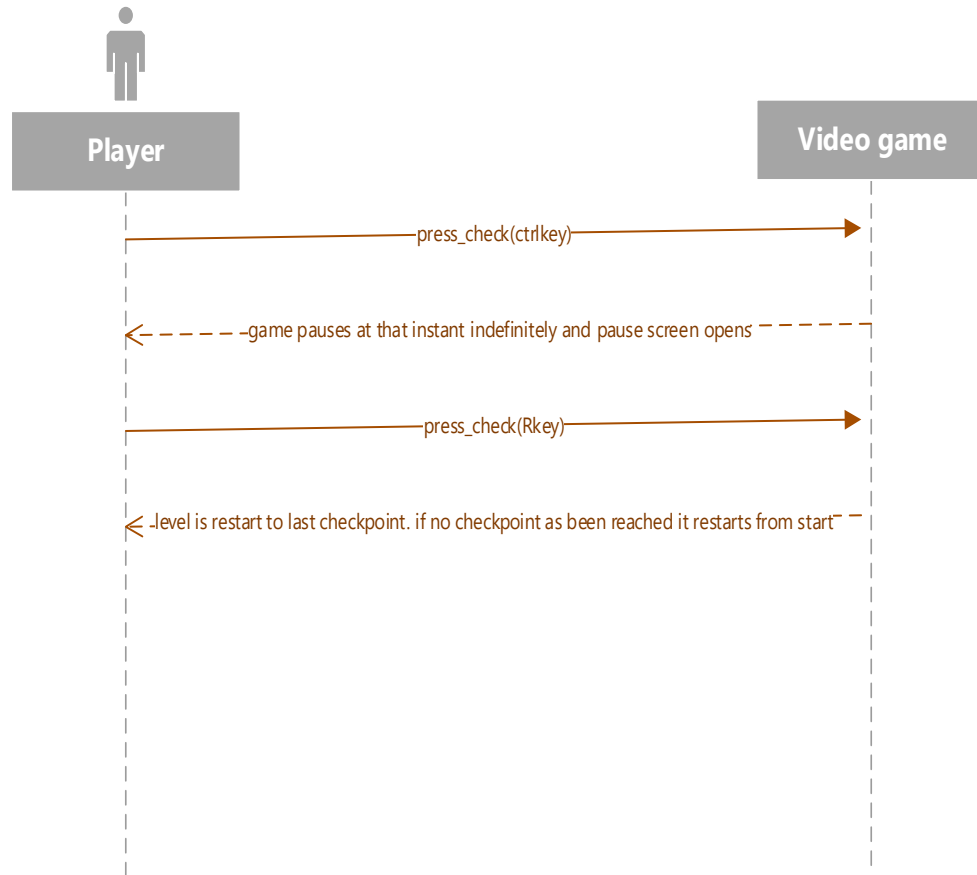 Player
Video game
press_check(ctrlkey)
game pauses at that instant indefinitely and pause screen opens
press_check(Rkey)
level is restart to last checkpoint. if no checkpoint as been reached it restarts from start